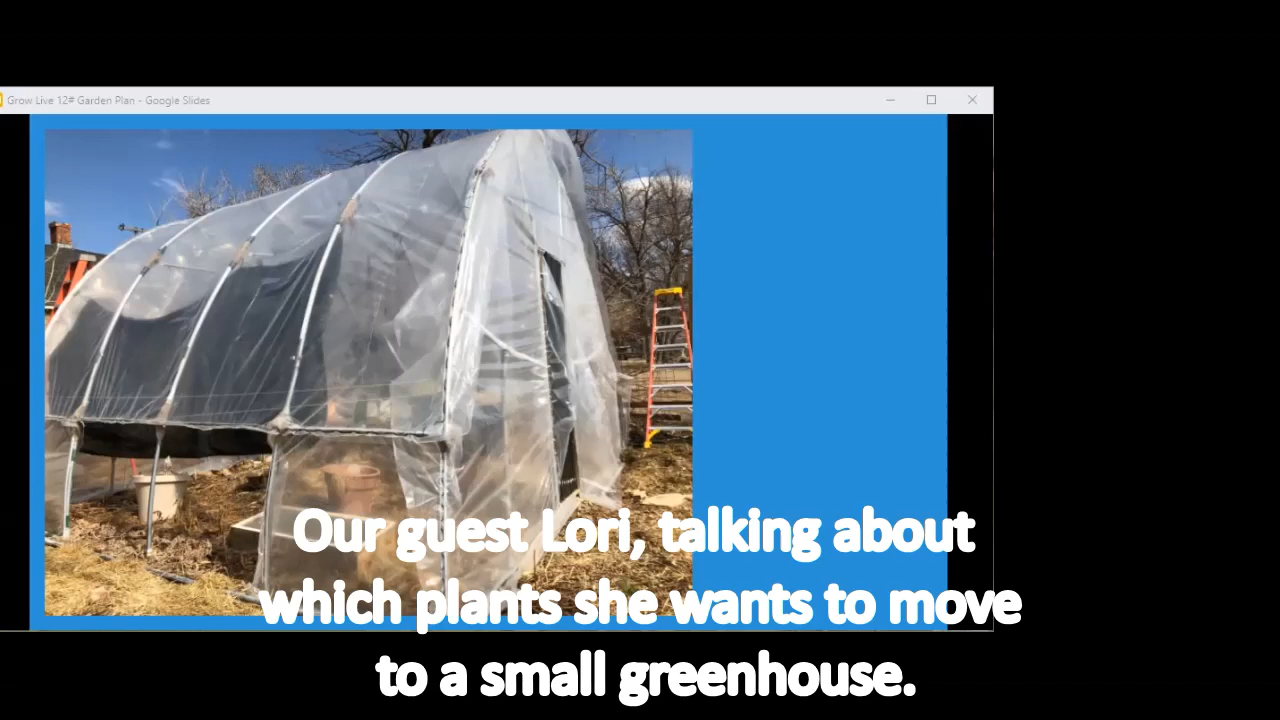 Grow Live 12# Garden Plan - Google Slides
Our guest Lori, talking about
which plants she wants to move
to a small greenhouse.